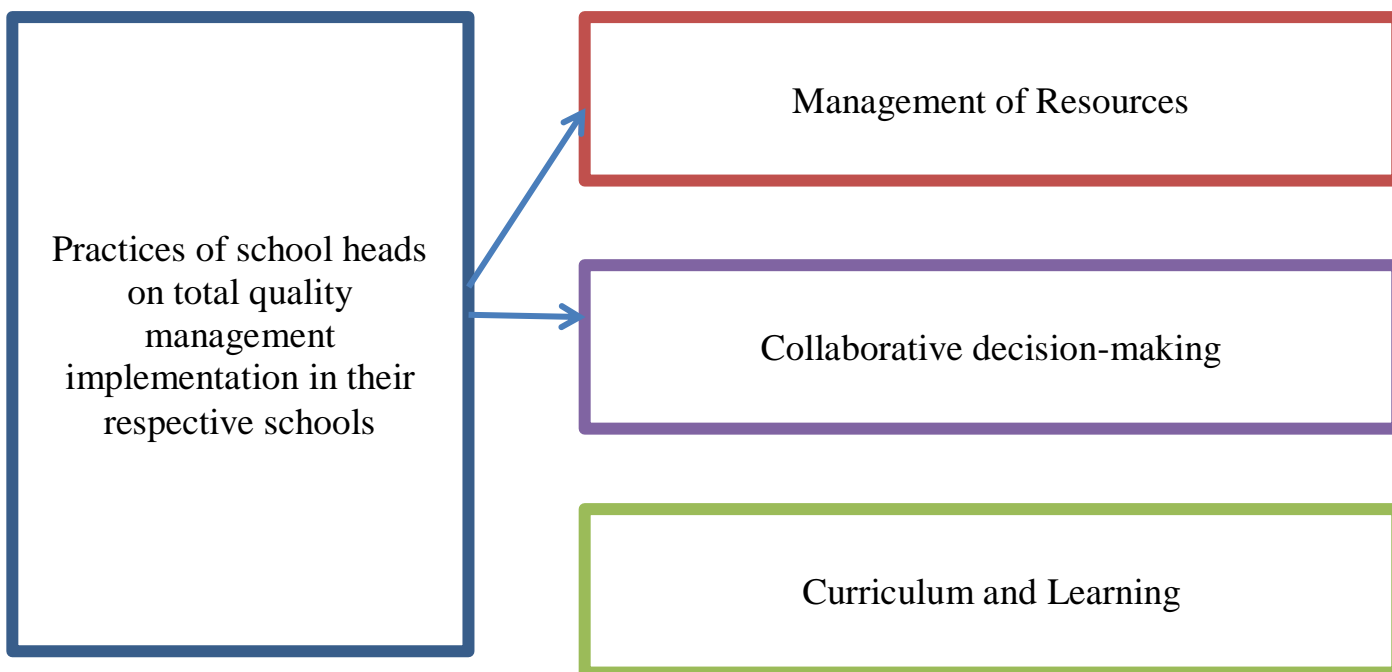 Practices of school heads
on total quality
management
implementation in their
respective schools
Management of Resources
Collaborative decision-making
Curriculum and Learning